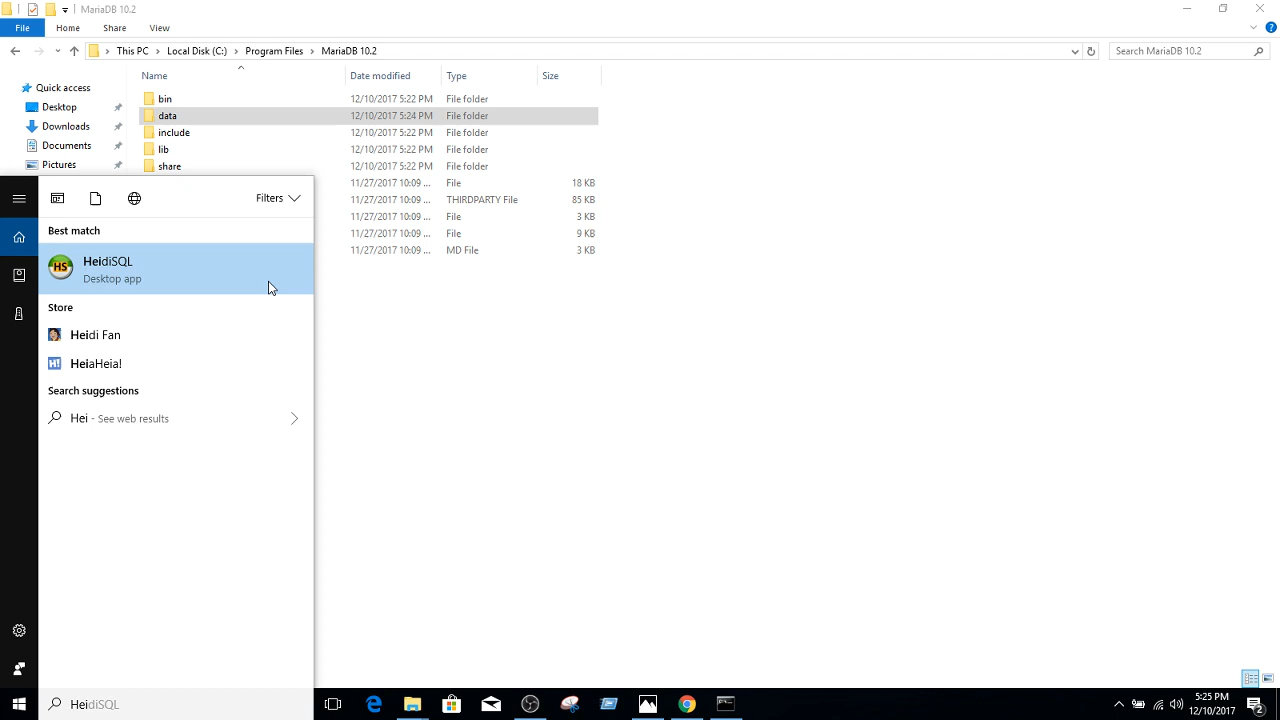 MariaDB 10.2
File Home Share View
This PC Local Disk (C:) Program Files MariaDB 10.2 Search MariaDB 10.2
Name Date modified Type Size
Quick access
Desktop
Downloads
Documents
Pictures
bin 12/10/2017 5:22 PM File folder
data 12/10/2017 5:24 PM File folder
include 12/10/2017 5:22 PM File folder
lib 12/10/2017 5:22 PM File folder
share 12/10/2017 5:22 PM File folder
11/27/2017 10:09 ... File 18 KB
11/27/2017 10:09 ... THIRDPARTY File 85 KB
11/27/2017 10:09 ... File 3 KB
11/27/2017 10:09 ... File 9 KB
11/27/2017 10:09 ... MD File 3 KB
Filters
Best match
HS
HeidiSQL
Desktop app
Store
Heidi Fan
H! HeiaHeia!
Search suggestions
Hei - See web results
HeidiSQL
5:25 PM
12/10/2017
2